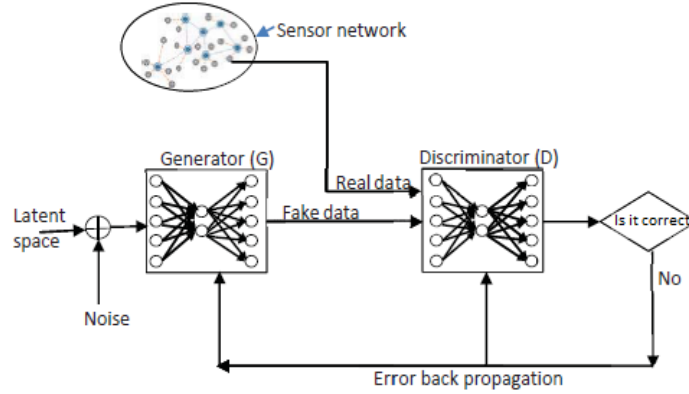 Sensor network
Generator (G)
Discriminator (D)
Real data
Fake data
Latent
space
Noise
Is it correct
No
Error back propagation